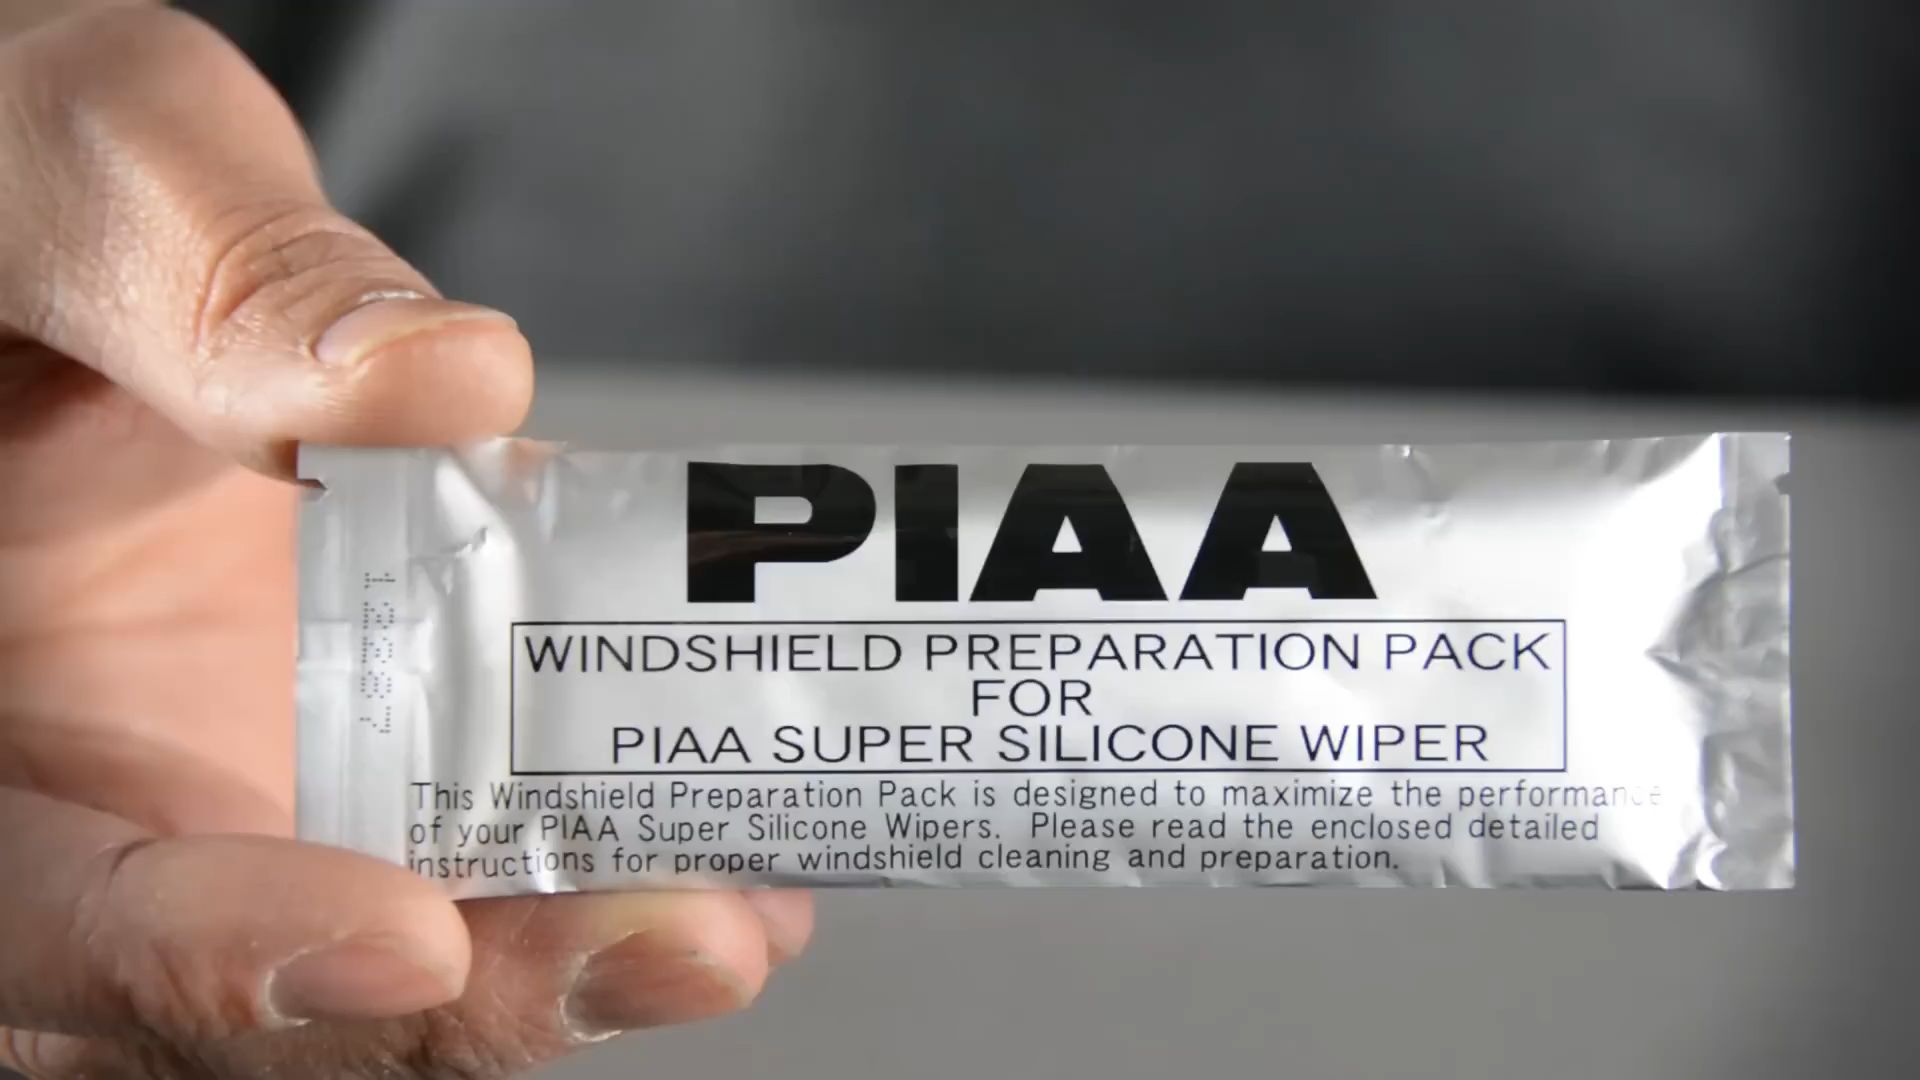 PIAA
WINDSHIELD PREPARATION PACK
FOR
PIAA SUPER SILICONE WIPER
This Windshield Preparation Pack is designed to maximize the performance
of your PIAA Super Silicone Wipers. Please read the enclosed detailed
instructions for proper windshield cleaning and preparation.